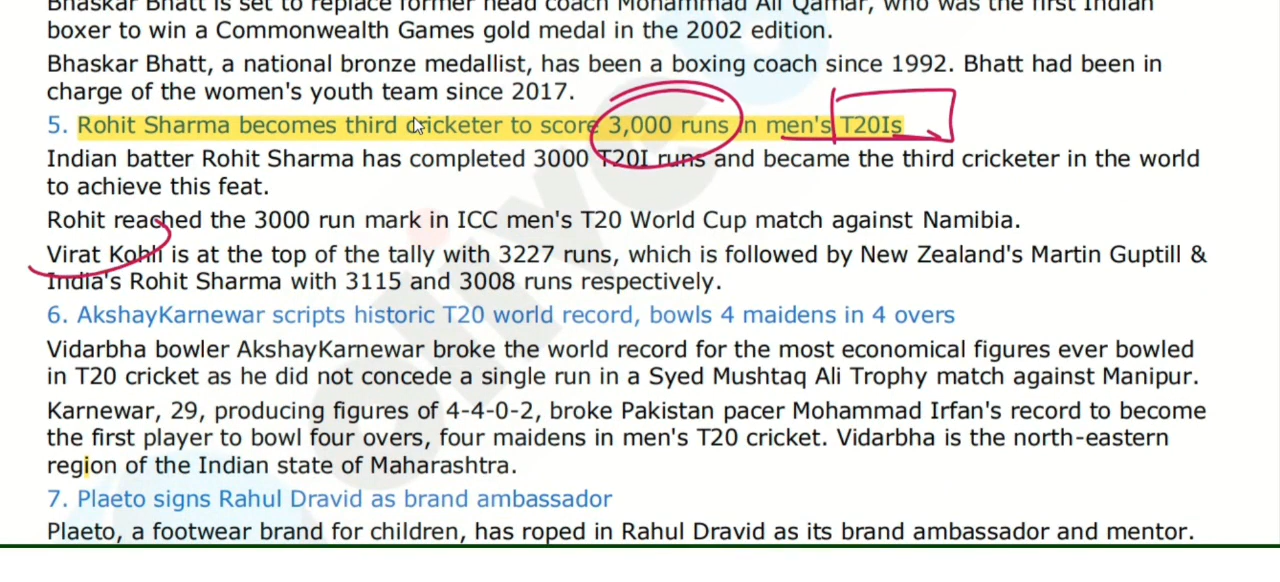 Bhaskar Bhatt is set to replace former head coach Mohammad Ali Qamar, who was the first Indian
boxer to win a Commonwealth Games gold medal in the 2002 edition.
Bhaskar Bhatt, a national bronze medallist, has been a boxing coach since 1992. Bhatt had been in
charge of the women's youth team since 2017.
5. Rohit Sharma becomes third cricketer to score 3,000 runs in men's T20Is
Indian batter Rohit Sharma has completed 3000 T20I runs and became the third cricketer in the world
to achieve this feat.
Rohit reached the 3000 run mark in ICC men's T20 World Cup match against Namibia.
Virat Kohli is at the top of the tally with 3227 runs, which is followed by New Zealand's Martin Guptill &
India's Rohit Sharma with 3115 and 3008 runs respectively.
6. AkshayKarnewar scripts historic T20 world record, bowls 4 maidens in 4 overs
Vidarbha bowler AkshayKarnewar broke the world record for the most economical figures ever bowled
in T20 cricket as he did not concede a single run in a Syed Mushtaq Ali Trophy match against Manipur.
Karnewar, 29, producing figures of 4-4-0-2, broke Pakistan pacer Mohammad Irfan's record to become
the first player to bowl four overs, four maidens in men's T20 cricket. Vidarbha is the north-eastern
region of the Indian state of Maharashtra.
7. Plaeto signs Rahul Dravid as brand ambassador
Plaeto, a footwear brand for children, has roped in Rahul Dravid as its brand ambassador and mentor.